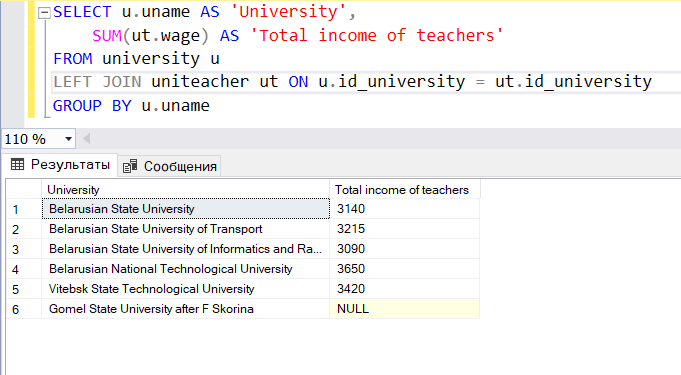 SELECT u.uname AS 'University',
SUM(ut.wage) AS 'Total income of teachers'
FROM university u
LEFT JOIN uniteacher ut ON u.id_university = ut.id_university
GROUP BY u.uname
110 %
Результаты Сообщения
University Total income of teachers
1 Belarusian State University 3140
2 Belarusian State University of Transport 3215
3 Belarusian State University of Informatics and Ra... 3090
4 Belarusian National Technological University 3650
5 Vitebsk State Technological University 3420
6 Gomel State University after F Skorina NULL